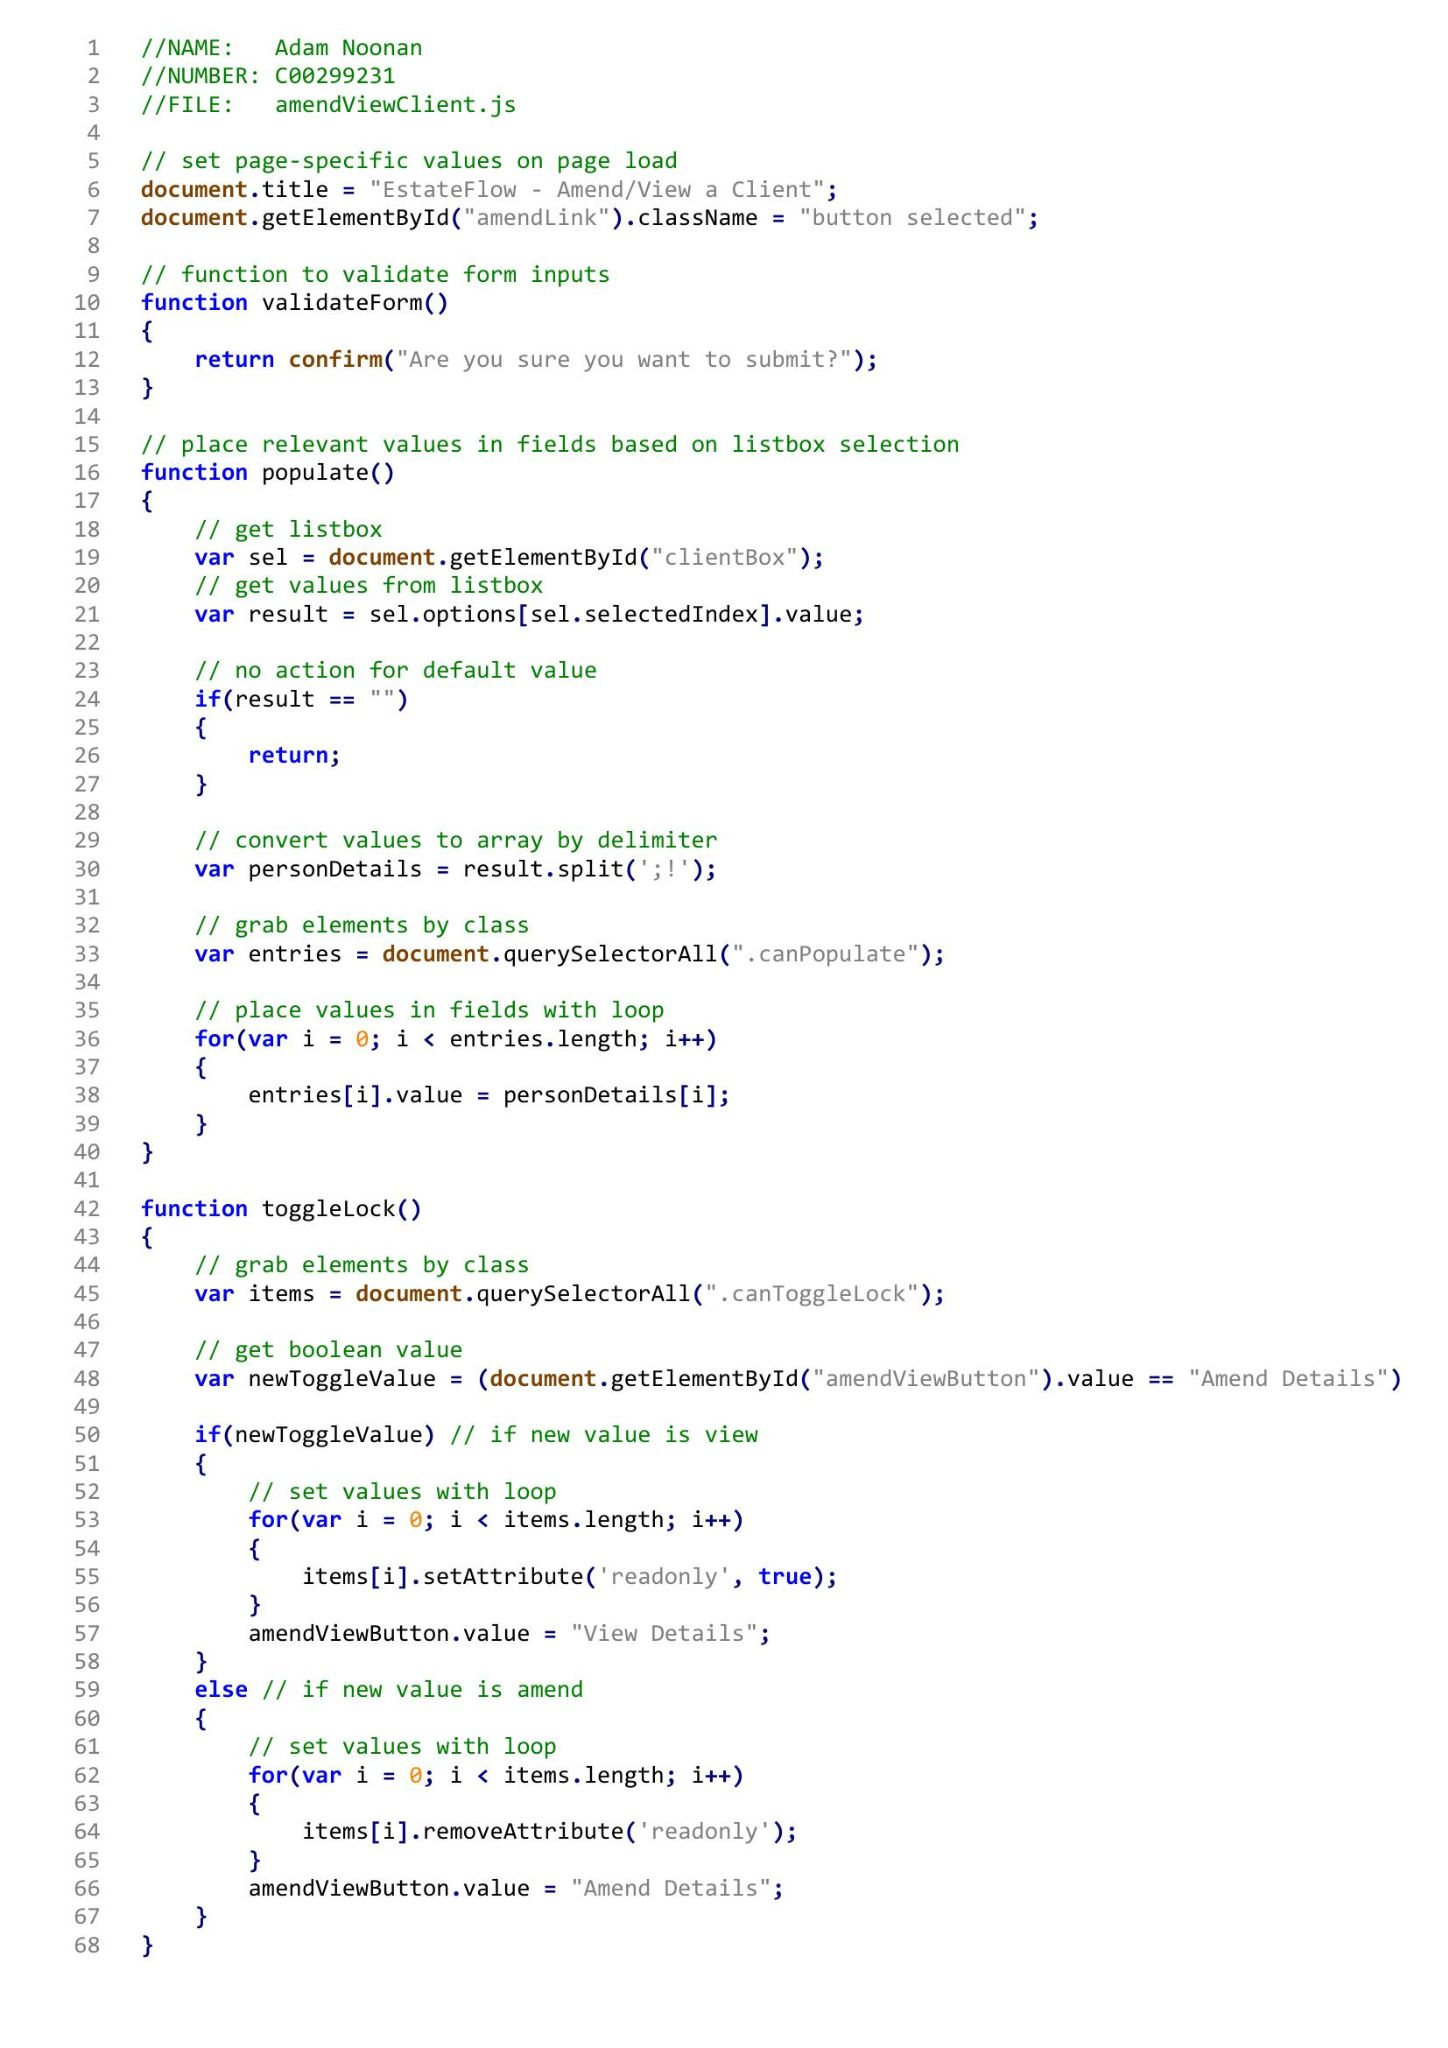 1 //NAME:   Adam Noonan
2 //NUMBER: C00299231
3 //FILE:   amendViewClient.js
4
5 // set page-specific values on page load
6 document.title = "EstateFlow - Amend/View a Client";
7 document.getElementById("amendLink").className = "button selected";
8
9 // function to validate form inputs
10 function validateForm()
11 {
12     return confirm("Are you sure you want to submit?");
13 }
14
15 // place relevant values in fields based on listbox selection
16 function populate()
17 {
18     // get listbox
19     var sel = document.getElementById("clientBox");
20     // get values from listbox
21     var result = sel.options[sel.selectedIndex].value;
22
23     // no action for default value
24     if(result == "")
25     {
26         return;
27     }
28
29     // convert values to array by delimiter
30     var personDetails = result.split(';!');
31
32     // grab elements by class
33     var entries = document.querySelectorAll(".canPopulate");
34
35     // place values in fields with loop
36     for(var i = 0; i < entries.length; i++)
37     {
38         entries[i].value = personDetails[i];
39     }
40 }
41
42 function toggleLock()
43 {
44     // grab elements by class
45     var items = document.querySelectorAll(".canToggleLock");
46
47     // get boolean value
48     var newToggleValue = (document.getElementById("amendViewButton").value == "Amend Details")
49
50     if(newToggleValue) // if new value is view
51     {
52         // set values with loop
53         for(var i = 0; i < items.length; i++)
54         {
55             items[i].setAttribute('readonly', true);
56         }
57         amendViewButton.value = "View Details";
58     }
59     else // if new value is amend
60     {
61         // set values with loop
62         for(var i = 0; i < items.length; i++)
63         {
64             items[i].removeAttribute('readonly');
65         }
66         amendViewButton.value = "Amend Details";
67     }
68 }